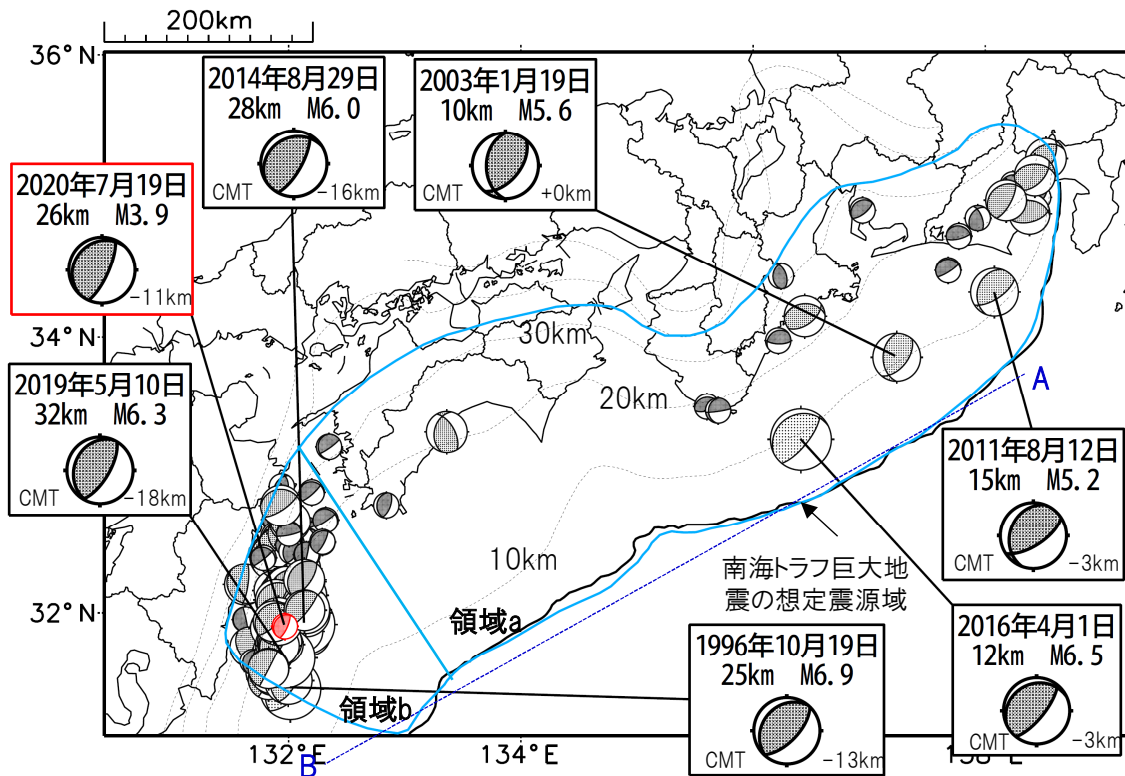 200km
36°N
2014年8月29日
28km M6.0
CMT
-16km
2003年1月19日
10km M5.6
CMT
+0km
2020年7月19日
26km M3.9
-11km
34°N
30km
2019年5月10日
32km M6.3
CMT
-18km
20km
A
2011年8月12日
15km M5.2
CMT
-3km
10km
南海トラフ巨大地
震の想定震源域
32°N
領域a
1996年10月19日
25km M6.9
CMT
-13km
2016年4月1日
12km M6.5
CMT
-3km
領域b
B
132°E
134°E
138°E